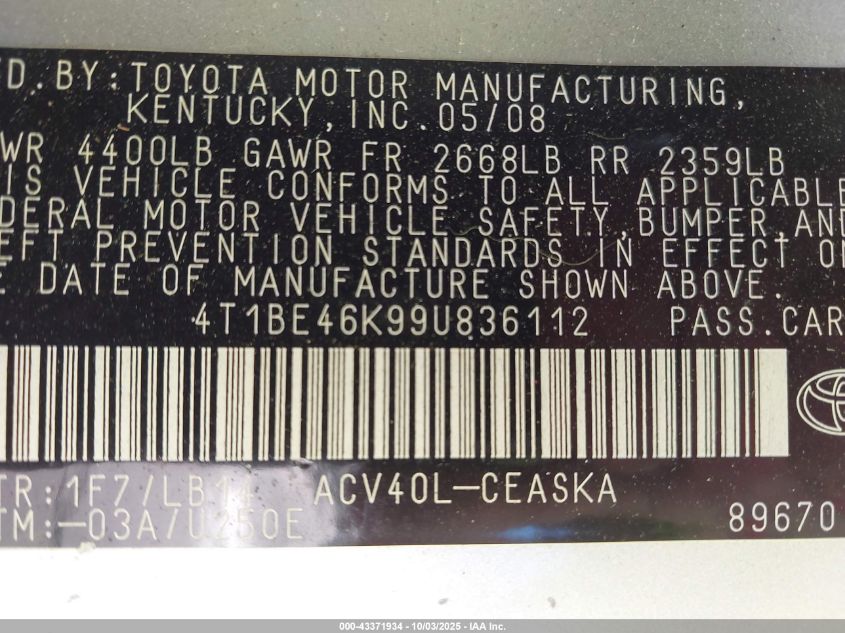 FD.BY:TOYOTA MOTOR MANUFACTURING,
KENTUCKY,INC.05/08
WR 4400LB GAWR FR 2668LB RR 2359LB
IS VEHICLE CONFORMS TO ALL APPLICABLE
DERAL MOTOR VEHICLE SAFETY,BUMPER,AND
EFT PREVENTION STANDARDS IN EFFECT ON
E DATE OF MANUFACTURE SHOWN ABOVE.
4T1BE46K99U836112 PASS.CAR
TR:1F7/LB14 ACV40L-CEASKA
TM:-03A/U250E 89670
000-43371934 - 10/03/2025 - IAA Inc.